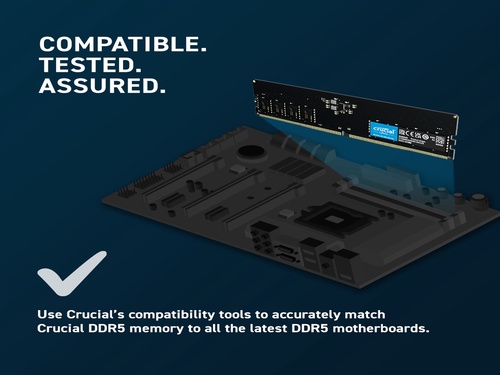 COMPATIBLE.
TESTED.
ASSURED.
crucial
Use Crucial's compatibility tools to accurately match
Crucial DDR5 memory to all the latest DDR5 motherboards.